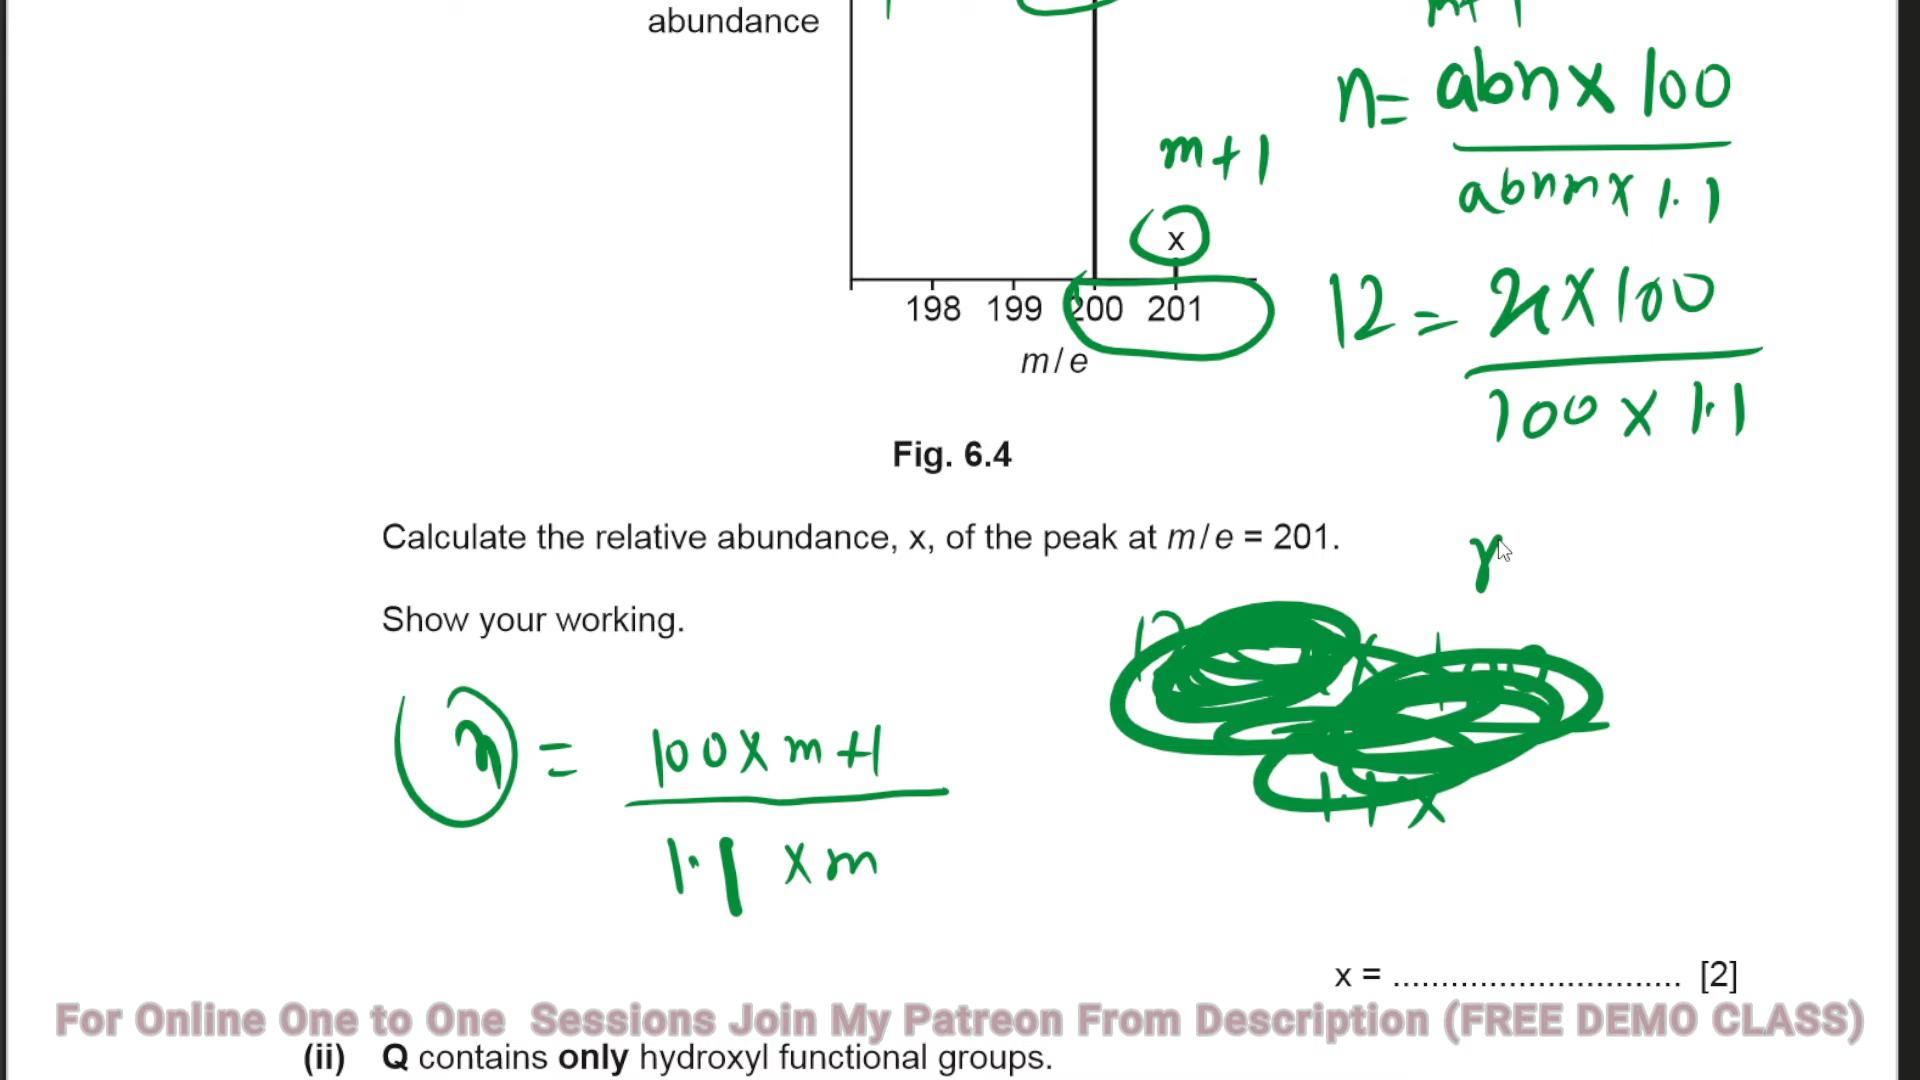 abundance
m+1
n= abn x 100
abnm x 1.1
m+1
x
12 = x x 100
100 x 1.1
198 199 200 201
m/e
Fig. 6.4
Calculate the relative abundance, x, of the peak at m/e = 201.
Show your working.
n = 100 x m+1
1.1 x m
x = ............................. [2]
For Online One to One Sessions Join My Patreon From Description (FREE DEMO CLASS)
(ii) Q contains only hydroxyl functional groups.